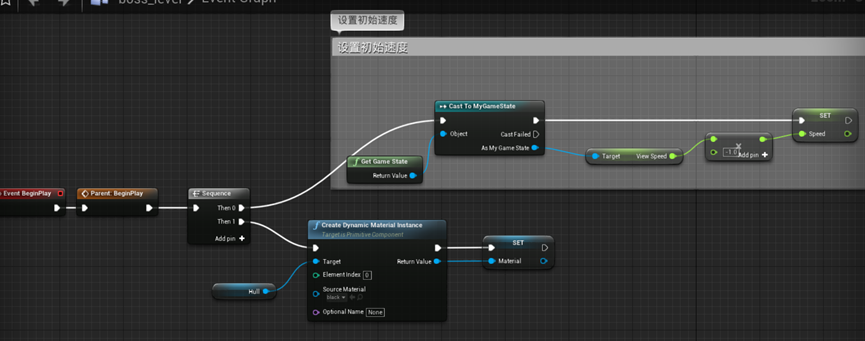 boss_level > Event Graph
设置初始速度
设置初始速度
Cast To MyGameState
Object
Cast Failed
As My Game State
Get Game State
Return Value
Target
View Speed
-1.0
Add pin +
SET
Speed
Event BeginPlay
Parent: BeginPlay
Sequence
Then 0
Then 1
Add pin +
Create Dynamic Material Instance
Target is Primitive Component
Target
Return Value
Element Index 0
Source Material
black
Optional Name None
Hull
SET
Material